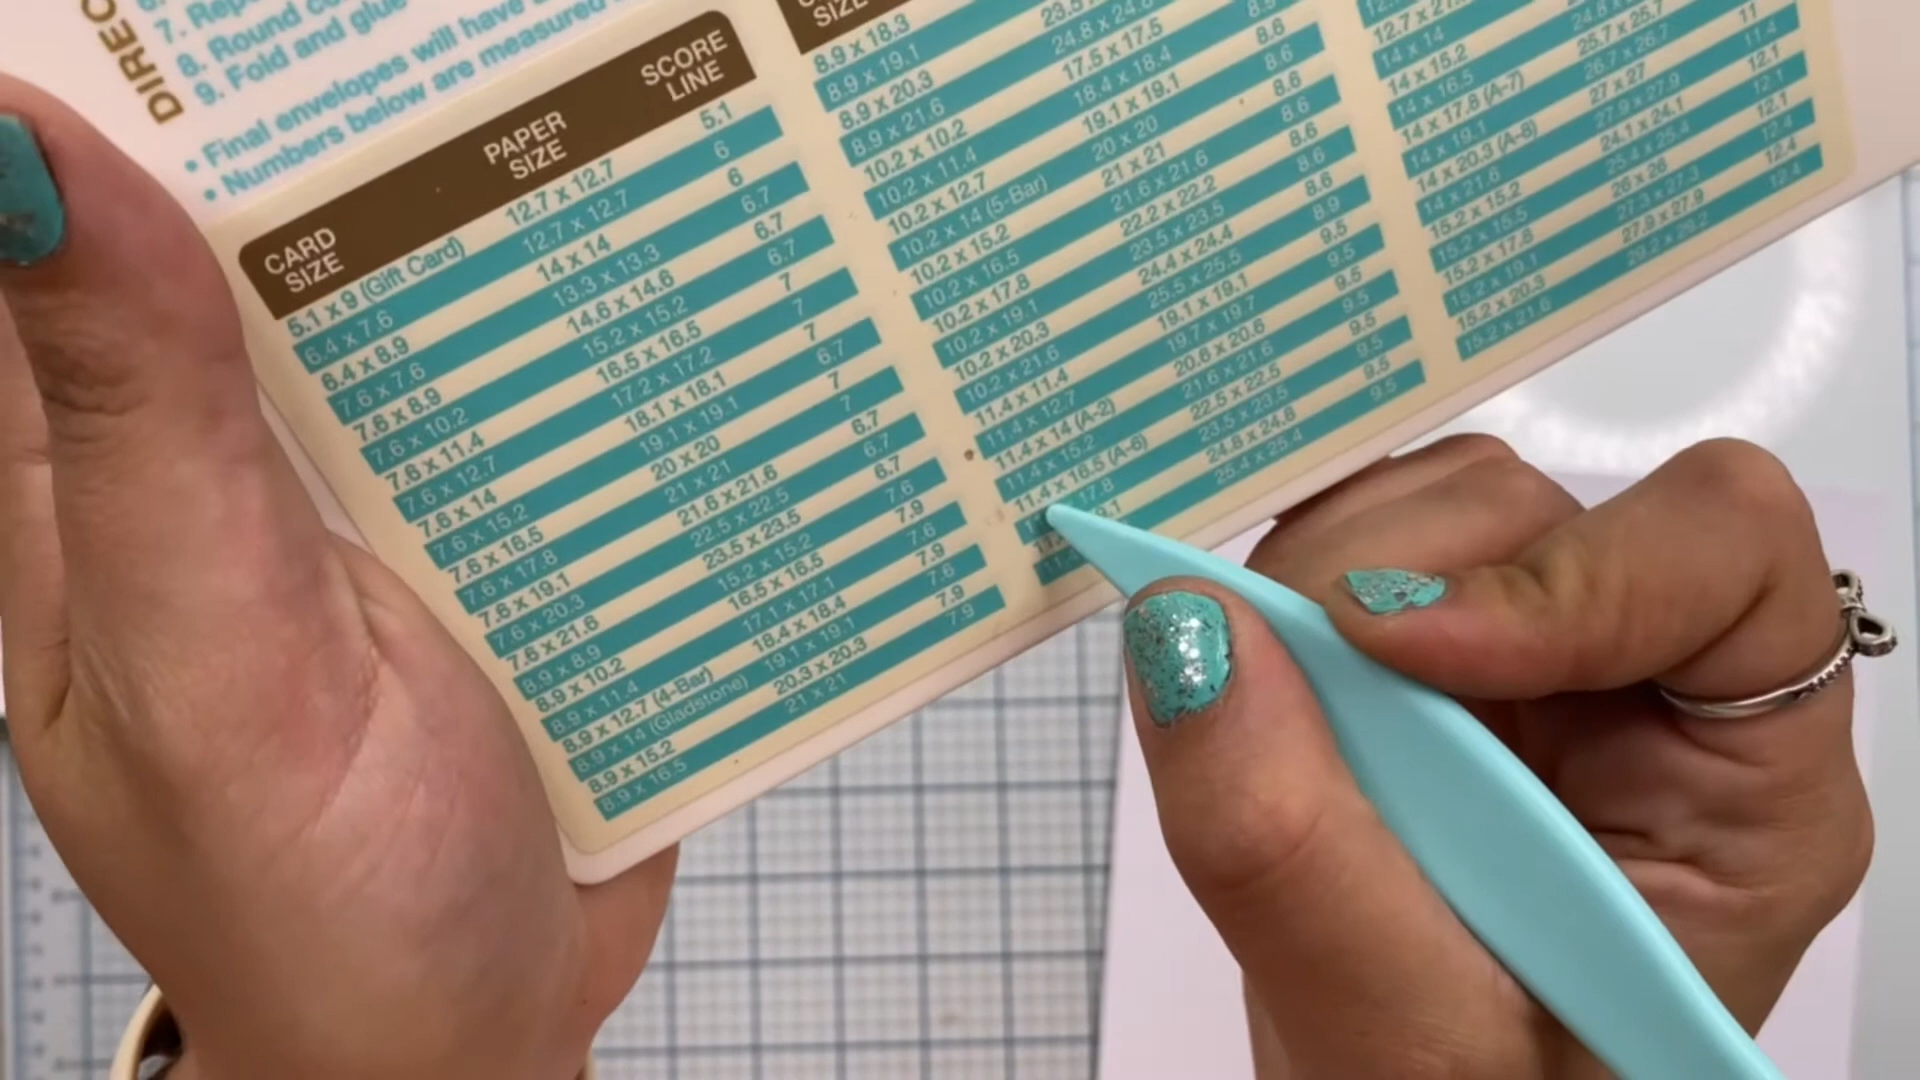 DIREC
7. Repe
8. Round co
9. Fold and glue
• Final envelopes will have
• Numbers below are measured
CARD SIZE PAPER SIZE SCORE LINE
5.1 x 9 (Gift Card) 12.7 x 12.7 5.1
6.4 x 7.6 12.7 x 12.7 6
6.4 x 8.9 14 x 14 6
7.6 x 7.6 13.3 x 13.3 6.7
7.6 x 8.9 14.6 x 14.6 6.7
7.6 x 10.2 15.2 x 15.2 6.7
7.6 x 11.4 16.5 x 16.5 7
7.6 x 12.7 17.2 x 17.2 7
7.6 x 14 18.1 x 18.1 7
7.6 x 15.2 19.1 x 19.1 6.7
7.6 x 16.5 20 x 20 7
7.6 x 17.8 21 x 21 7
7.6 x 19.1 21.6 x 21.6 6.7
7.6 x 20.3 22.5 x 22.5 6.7
7.6 x 21.6 23.5 x 23.5 6.7
8.9 x 8.9 15.2 x 15.2 7.6
8.9 x 10.2 16.5 x 16.5 7.9
8.9 x 11.4 17.1 x 17.1 7.6
8.9 x 12.7 (4-Bar) 18.4 x 18.4 7.9
8.9 x 14 (Gladstone) 19.1 x 19.1 7.6
8.9 x 15.2 20.3 x 20.3 7.9
8.9 x 16.5 21 x 21 7.9
SIZE
8.9 x 18.3
8.9 x 19.1
8.9 x 20.3 23.5
8.9 x 21.6 24.8 x 24.8
10.2 x 10.2 17.5 x 17.5
10.2 x 11.4 18.4 x 18.4
10.2 x 12.7 19.1 x 19.1 8.6
10.2 x 14 (5-Bar) 20 x 20 8.6
10.2 x 15.2 21 x 21 8.6
10.2 x 16.5 21.6 x 21.6 8.6
10.2 x 17.8 22.2 x 22.2 8.6
10.2 x 19.1 23.5 x 23.5 8.6
10.2 x 20.3 24.4 x 24.4 8.6
10.2 x 21.6 25.5 x 25.5 8.9
11.4 x 11.4 19.1 x 19.1 9.5
11.4 x 12.7 19.7 x 19.7 9.5
11.4 x 14 (A-2) 20.6 x 20.6 9.5
11.4 x 15.2 21.6 x 21.6 9.5
11.4 x 16.5 (A-6) 22.5 x 22.5 9.5
17.8 23.5 x 23.5 9.5
9.1 24.8 x 24.8 9.5
25.4 x 25.4 9.5
14 x 14
14 x 15.2 25.7 x 25.7 11
14 x 16.5 26.7 x 26.7 11.4
14 x 17.8 (A-7) 27 x 27 12.1
14 x 19.1 27.9 x 27.9 12.1
14 x 20.3 (A-8) 24.1 x 24.1 12.1
14 x 21.6 25.4 x 25.4 12.4
15.2 x 15.2 26 x 26 12.4
15.2 x 15.5 27.3 x 27.3 12.4
15.2 x 17.8 27.9 x 27.9
15.2 x 19.1 29.2 x 29.2
15.2 x 20.3
15.2 x 21.6